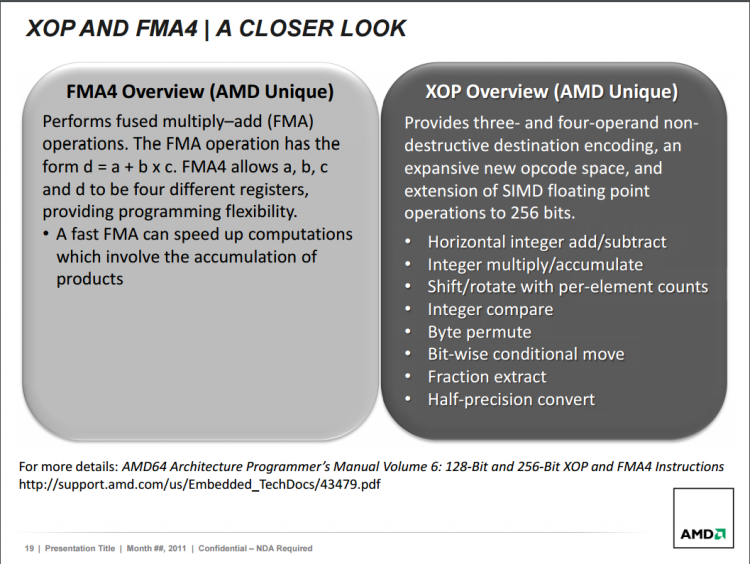 XOP AND FMA4 | A CLOSER LOOK
FMA4 Overview (AMD Unique)
Performs fused multiply–add (FMA)
operations. The FMA operation has the
form d = a + b x c. FMA4 allows a, b, c
and d to be four different registers,
providing programming flexibility.
• A fast FMA can speed up computations
which involve the accumulation of
products
XOP Overview (AMD Unique)
Provides three- and four-operand non-
destructive destination encoding, an
expansive new opcode space, and
extension of SIMD floating point
operations to 256 bits.
• Horizontal integer add/subtract
• Integer multiply/accumulate
• Shift/rotate with per-element counts
• Integer compare
• Byte permute
• Bit-wise conditional move
• Fraction extract
• Half-precision convert
For more details: AMD64 Architecture Programmer's Manual Volume 6: 128-Bit and 256-Bit XOP and FMA4 Instructions
http://support.amd.com/us/Embedded_TechDocs/43479.pdf
19 | Presentation Title | Month ##, 2011 | Confidential – NDA Required
AMD